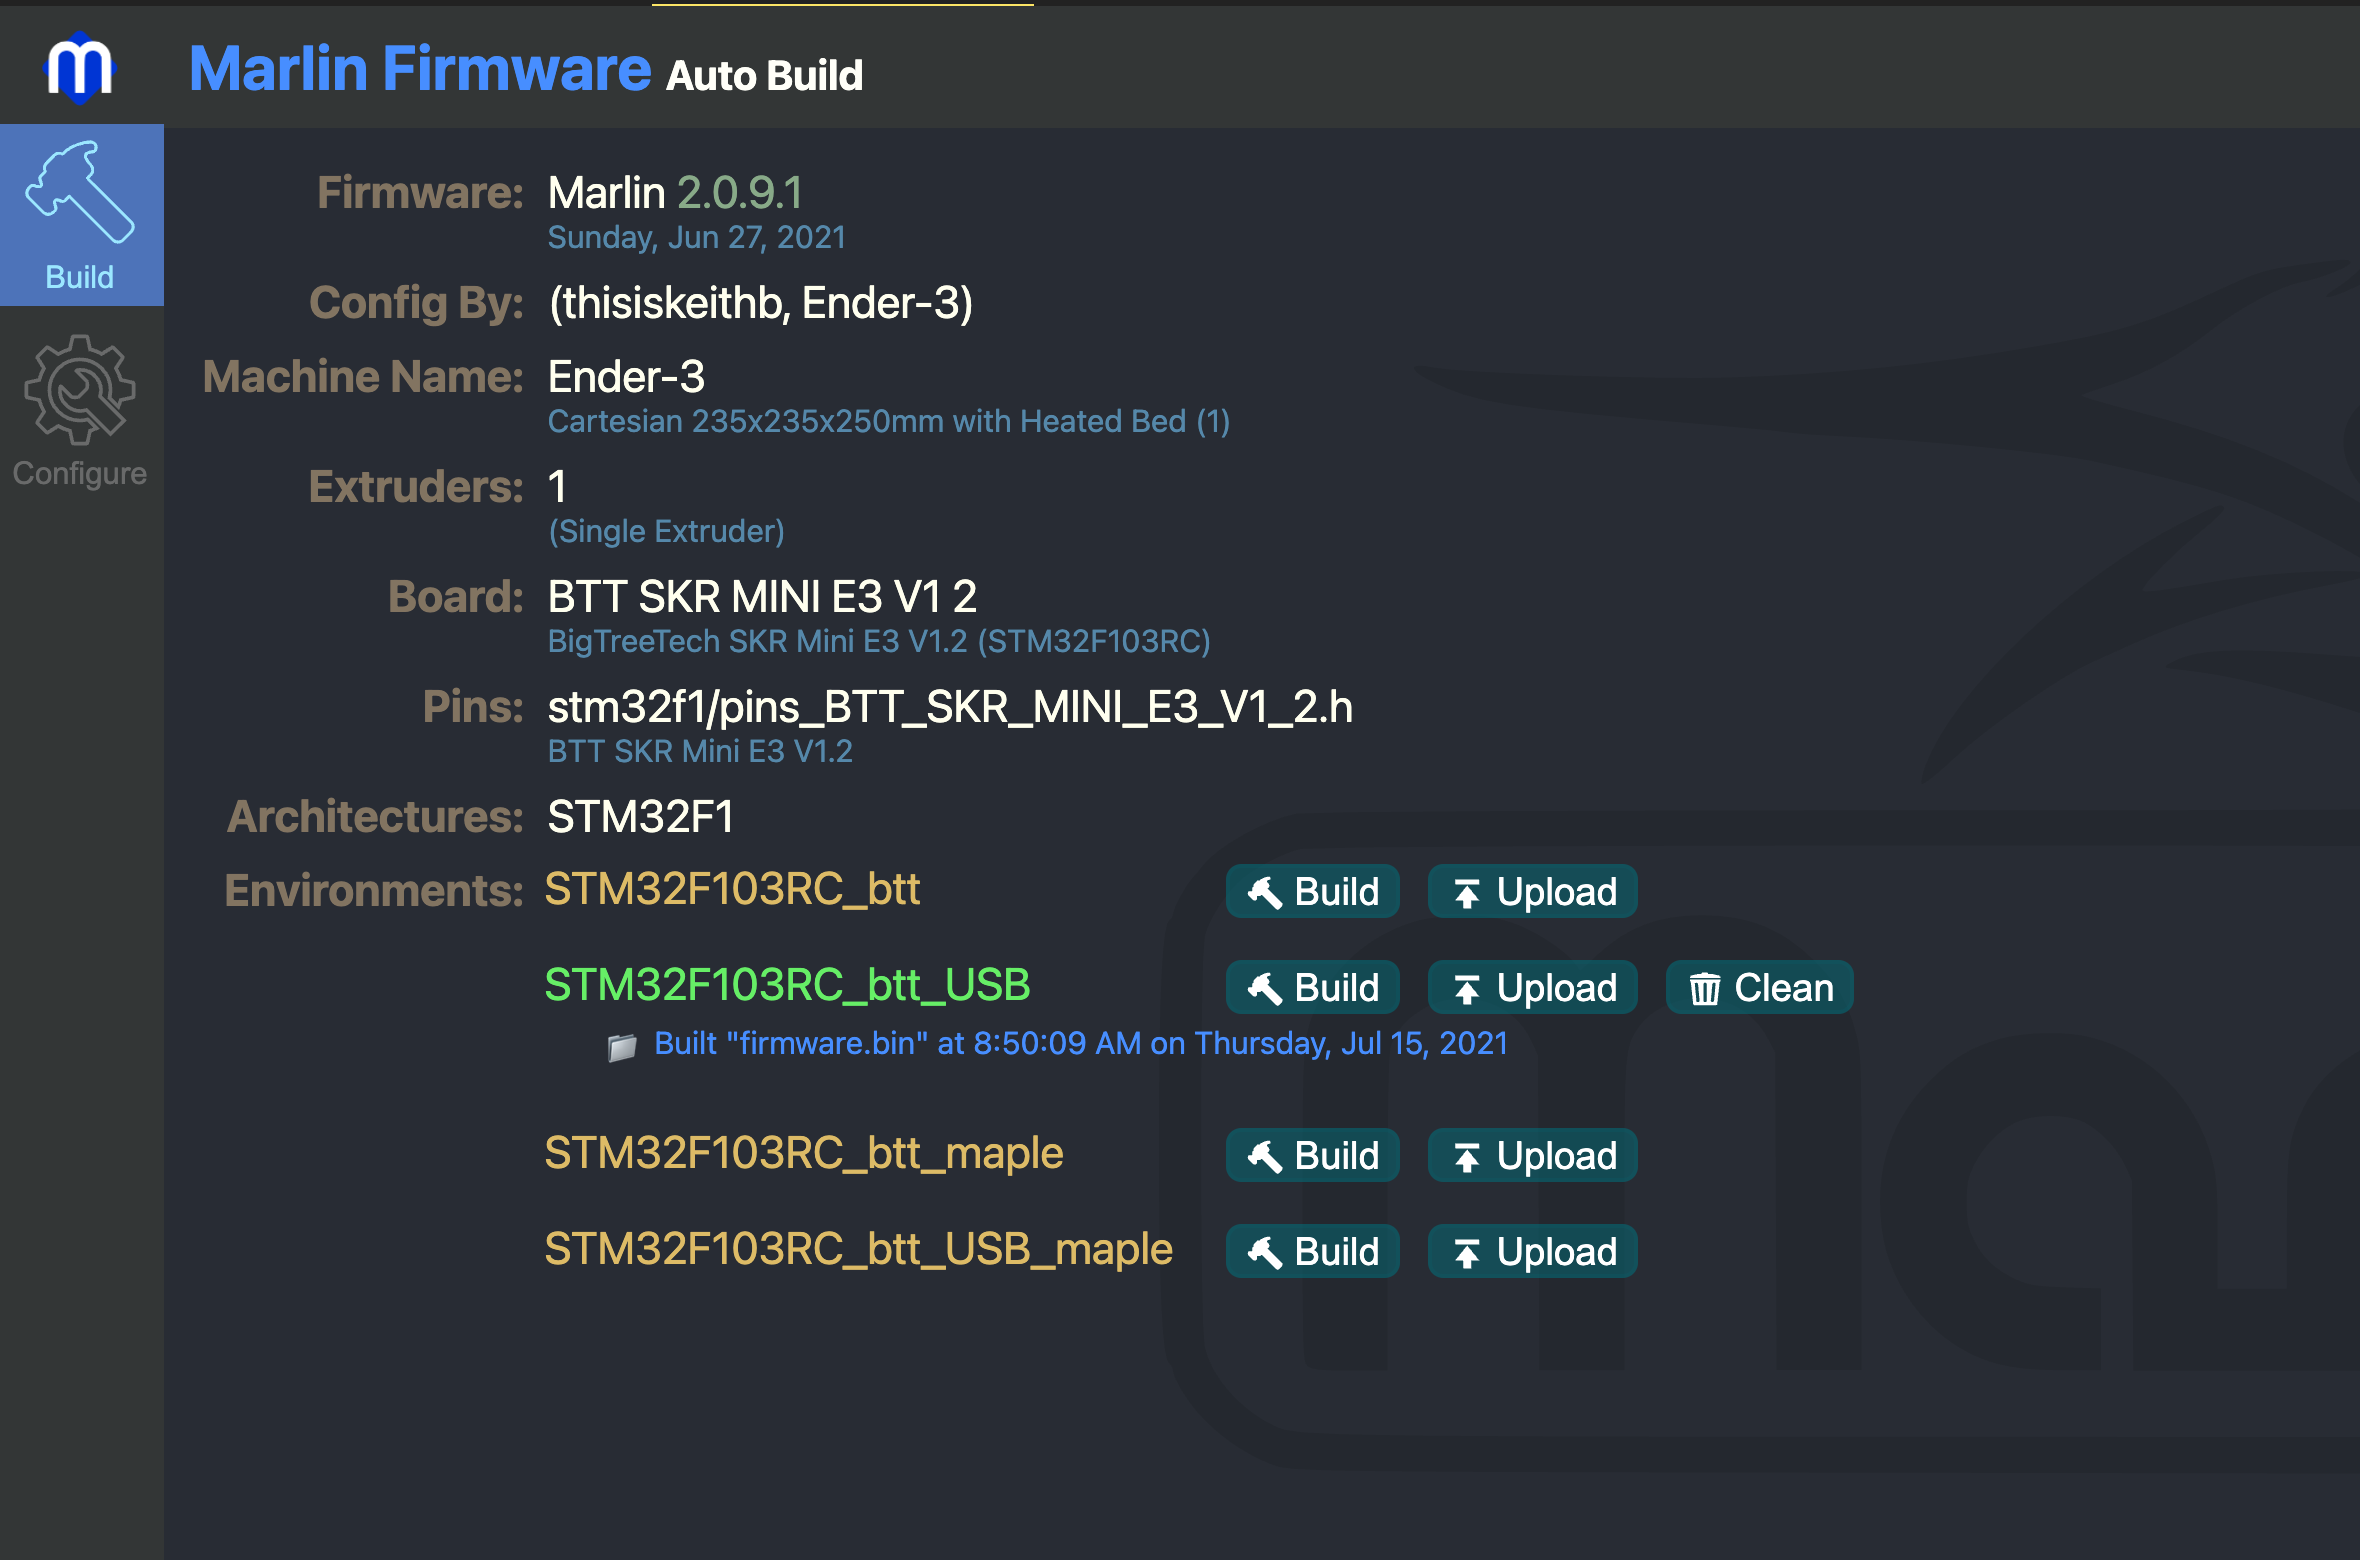 Marlin Firmware Auto Build
Build
Configure
Firmware: Marlin 2.0.9.1
Sunday, Jun 27, 2021
Config By: (thisiskeithb, Ender-3)
Machine Name: Ender-3
Cartesian 235x235x250mm with Heated Bed (1)
Extruders: 1
(Single Extruder)
Board: BTT SKR MINI E3 V1 2
BigTreeTech SKR Mini E3 V1.2 (STM32F103RC)
Pins: stm32f1/pins_BTT_SKR_MINI_E3_V1_2.h
BTT SKR Mini E3 V1.2
Architectures: STM32F1
Environments: STM32F103RC_btt Build Upload
STM32F103RC_btt_USB Build Upload Clean
Built "firmware.bin" at 8:50:09 AM on Thursday, Jul 15, 2021
STM32F103RC_btt_maple Build Upload
STM32F103RC_btt_USB_maple Build Upload